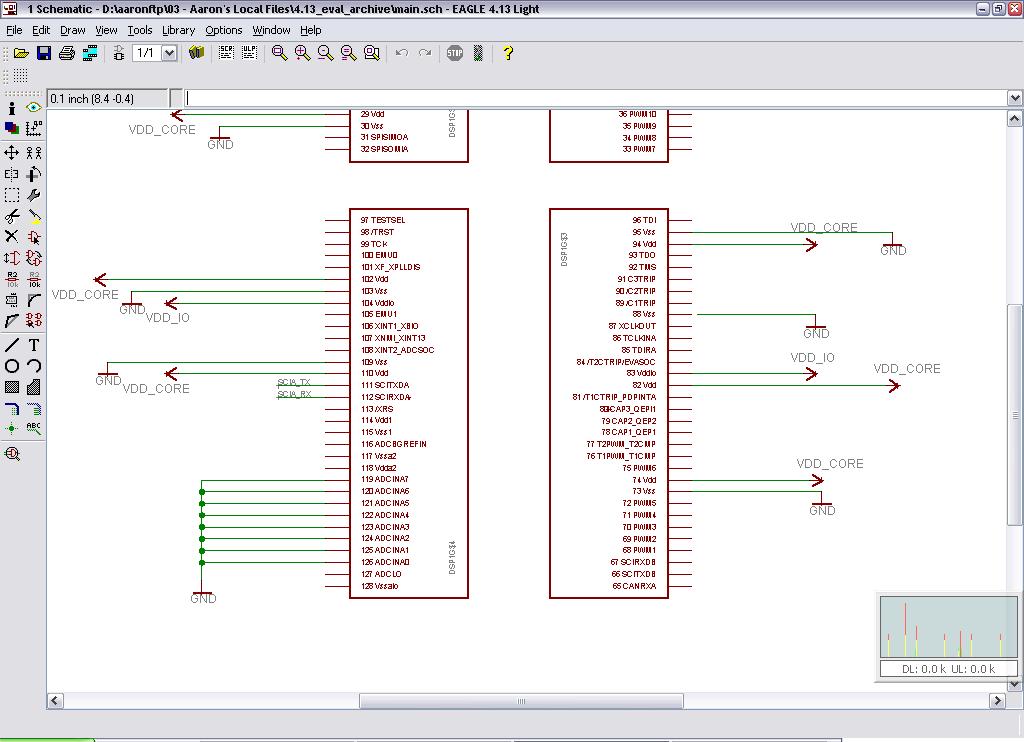 1 Schematic - D:\aaronftp\03 - Aaron's Local Files\4.13_eval_archive\main.sch - EAGLE 4.13 Light
File Edit Draw View Tools Library Options Window Help
1/1
SCR ULP STOP ?
0.1 inch (8.4 -0.4)
R2 R2
10k 10k
T
ABC
29 Vdd
30 Vss
31 SPISIMOA
32 SPISOMIA
VDD_CORE
GND
36 PWM10
35 PWM9
34 PWM8
33 PWM7
97 TESTSEL
98 /TRST
99 TCK
100 EMU0
101 XF_XPLLDIS
102 Vdd
103 Vss
104 Vddio
105 EMU1
106 XINT1_XBIO
107 XNMI_XINT13
108 XINT2_ADCSOC
109 Vss
110 Vdd
111 SCITXDA
112 SCIRXDA
113 /XRS
114 Vdd1
115 Vss1
116 ADCBGREFIN
117 Vssa2
118 Vdda2
119 ADCINA7
120 ADCINA6
121 ADCINA5
122 ADCINA4
123 ADCINA3
124 ADCINA2
125 ADCINA1
126 ADCINA0
127 ADCLO
128 Vssaio
DSP1G$4
VDD_CORE
GND
VDD_IO
GND
VDD_CORE
SCIA_TX
SCIA_RX
GND
DSP1G$3
96 TDI
95 Vss
94 Vdd
93 TDO
92 TMS
91 C3TRIP
90 /C2TRIP
89 /C1TRIP
88 Vss
87 XCLKOUT
86 TCLKINA
85 TDIRA
84 /T2CTRIP/EVASOC
83 Vddio
82 Vdd
81 /T1CTRIP_PDPINTA
80 CAP3_QEPI1
79 CAP2_QEP2
78 CAP1_QEP1
77 T2PWM_T2CMP
76 T1PWM_T1CMP
75 PWM6
74 Vdd
73 Vss
72 PWM5
71 PWM4
70 PWM3
69 PWM2
68 PWM1
67 SCIRXDB
66 SCITXDB
65 CANRXA
VDD_CORE
GND
GND
VDD_IO
VDD_CORE
VDD_CORE
GND
DL: 0.0 k UL: 0.0 k